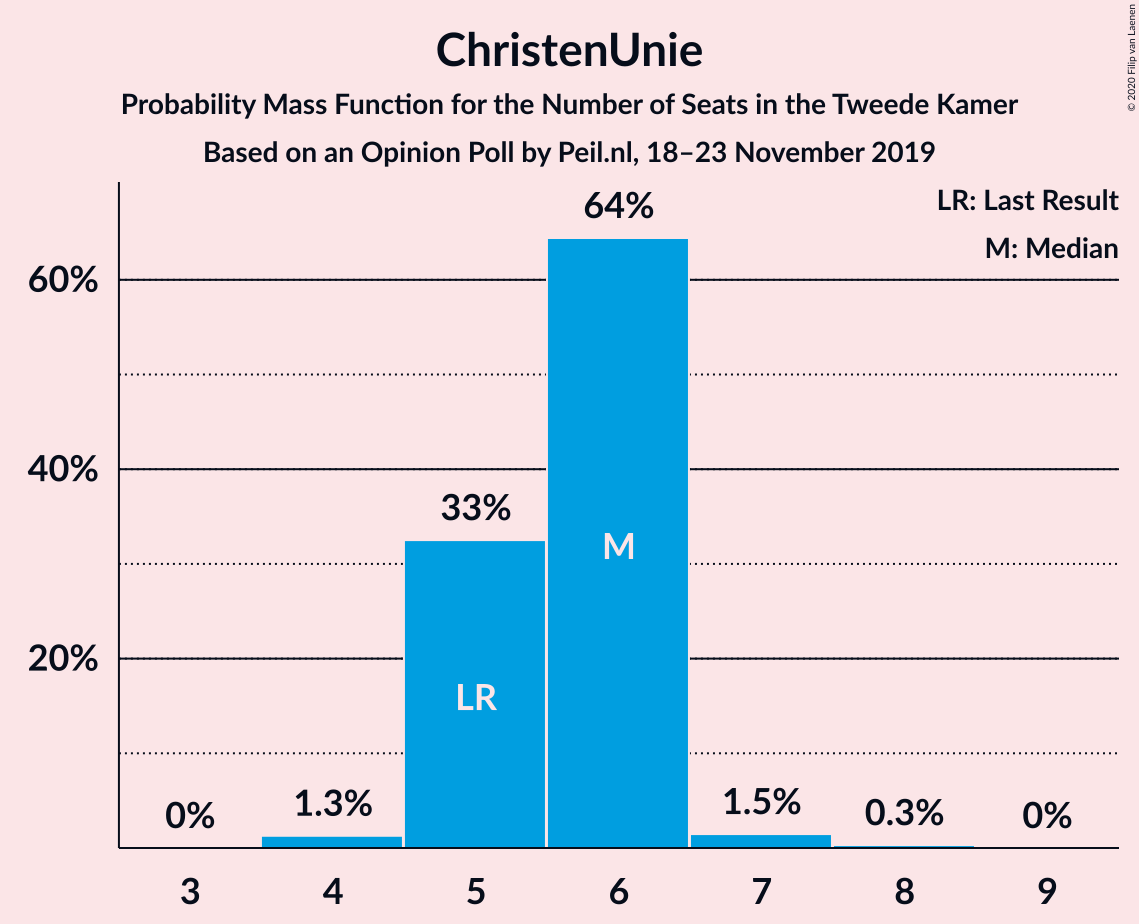 ChristenUnie
Probability Mass Function for the Number of Seats in the Tweede Kamer
Based on an Opinion Poll by Peil.nl, 18–23 November 2019
© 2020 Filip van Laenen
LR: Last Result
M: Median
60%
40%
20%
0%
1.3%
33%
64%
1.5%
0.3%
0%
LR
M
3
4
5
6
7
8
9